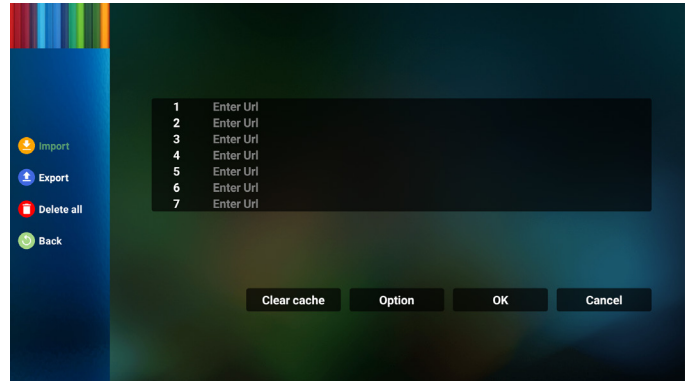 Import
Export
Delete all
Back
1 Enter Url
2 Enter Url
3 Enter Url
4 Enter Url
5 Enter Url
6 Enter Url
7 Enter Url
Clear cache Option OK Cancel